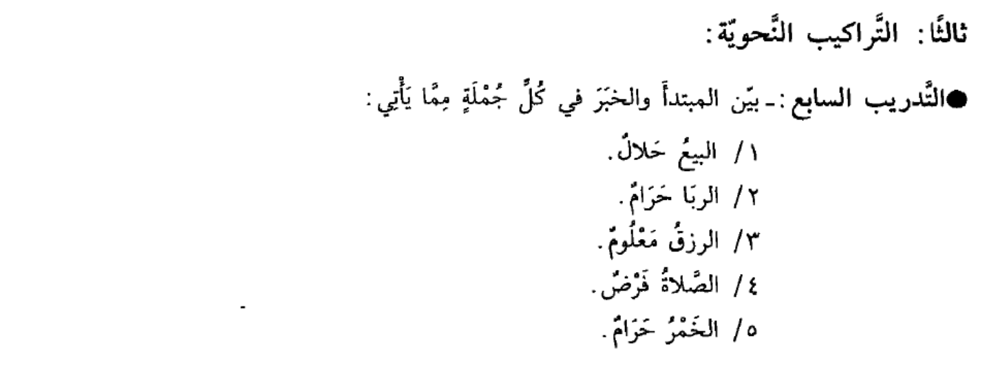 ثالثًا: التَّراكيب النَّحويّة:
●التَّدريب السابع:ـ بيّن المبتدأَ والخبَرَ في كُلِّ جُمْلَةٍ مِمَّا يَأْتِي:
١/ البيعُ حَلالٌ.
٢/ الربَا حَرَامٌ.
٣/ الرزقُ مَعْلُومٌ.
٤/ الصَّلاةُ فَرْضٌ.
٥/ الخَمْرُ حَرَامٌ.